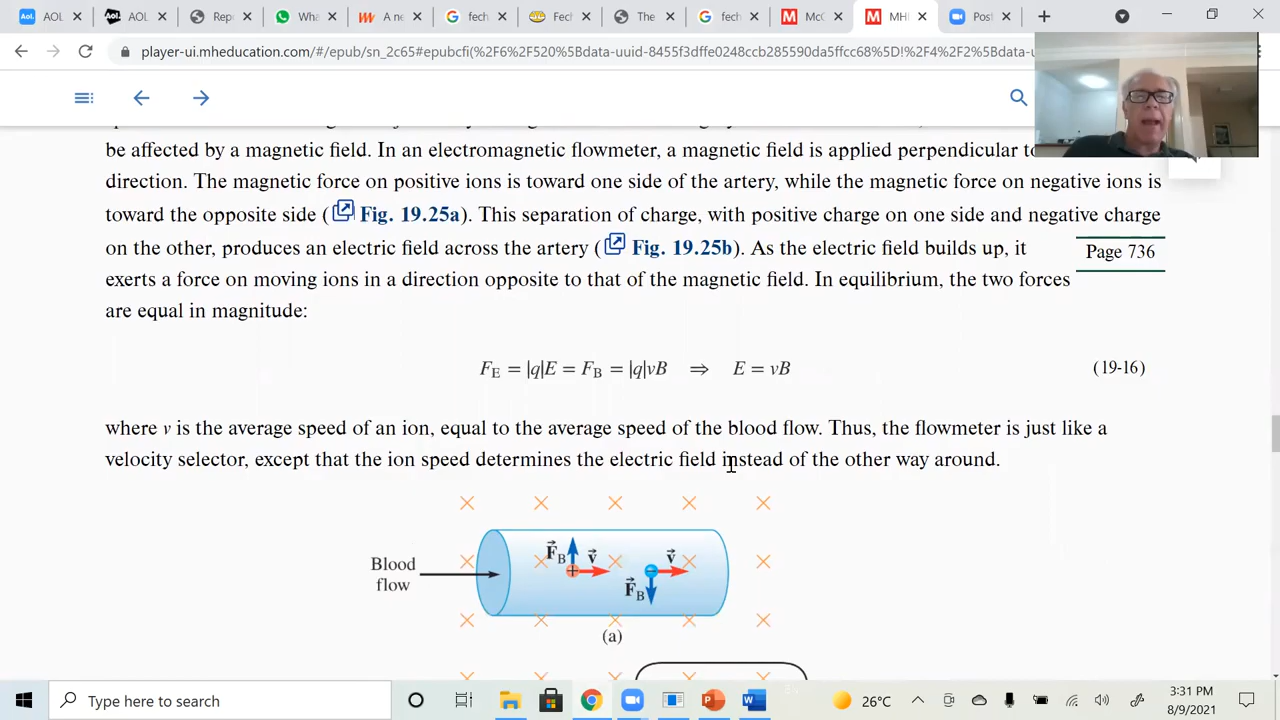 AOL
AOL
Rep
Wha
A ne
fech
Fech
The
fech
McG
MHE
Post
player-ui.mheducation.com/#/epub/sn_2c65#epubcfi(%2F6%2F520%5Bdata-uuid-8455f3dffe0248ccb285590da5ffcc68%5D!%2F4%2F2%5Bdata-u
be affected by a magnetic field. In an electromagnetic flowmeter, a magnetic field is applied perpendicular to
direction. The magnetic force on positive ions is toward one side of the artery, while the magnetic force on negative ions is
toward the opposite side ( Fig. 19.25a). This separation of charge, with positive charge on one side and negative charge
on the other, produces an electric field across the artery ( Fig. 19.25b). As the electric field builds up, it
Page 736
exerts a force on moving ions in a direction opposite to that of the magnetic field. In equilibrium, the two forces
are equal in magnitude:
F_E = |q|E = F_B = |q|vB ⇒ E = vB (19-16)
where v is the average speed of an ion, equal to the average speed of the blood flow. Thus, the flowmeter is just like a
velocity selector, except that the ion speed determines the electric field instead of the other way around.
Blood
flow
F⃗_B v⃗ v⃗
F⃗_B
(a)
Type here to search
26°C
3:31 PM
8/9/2021